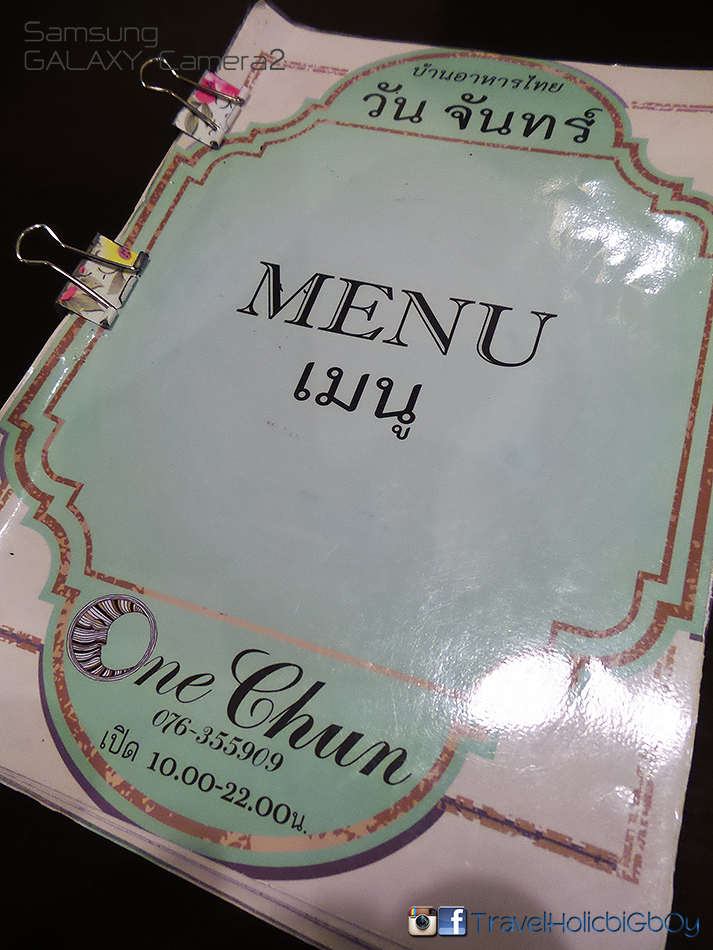 Samsung
GALAXY Camera2
บ้านอาหารไทย
วัน จันทร์
MENU
เมนู
One Chun
076-355909
เปิด 10.00-22.00น.
TravelHolicbiGbOy